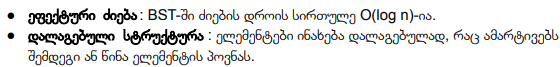 ● ეფექტური ძიება: BST-ში ძიების დროის სირთულე O(log n)-ია.
● დალაგებული სტრუქტურა : ელემენტები ინახება დალაგებულად, რაც ამარტივებს
შემდეგი ან წინა ელემენტის პოვნას.